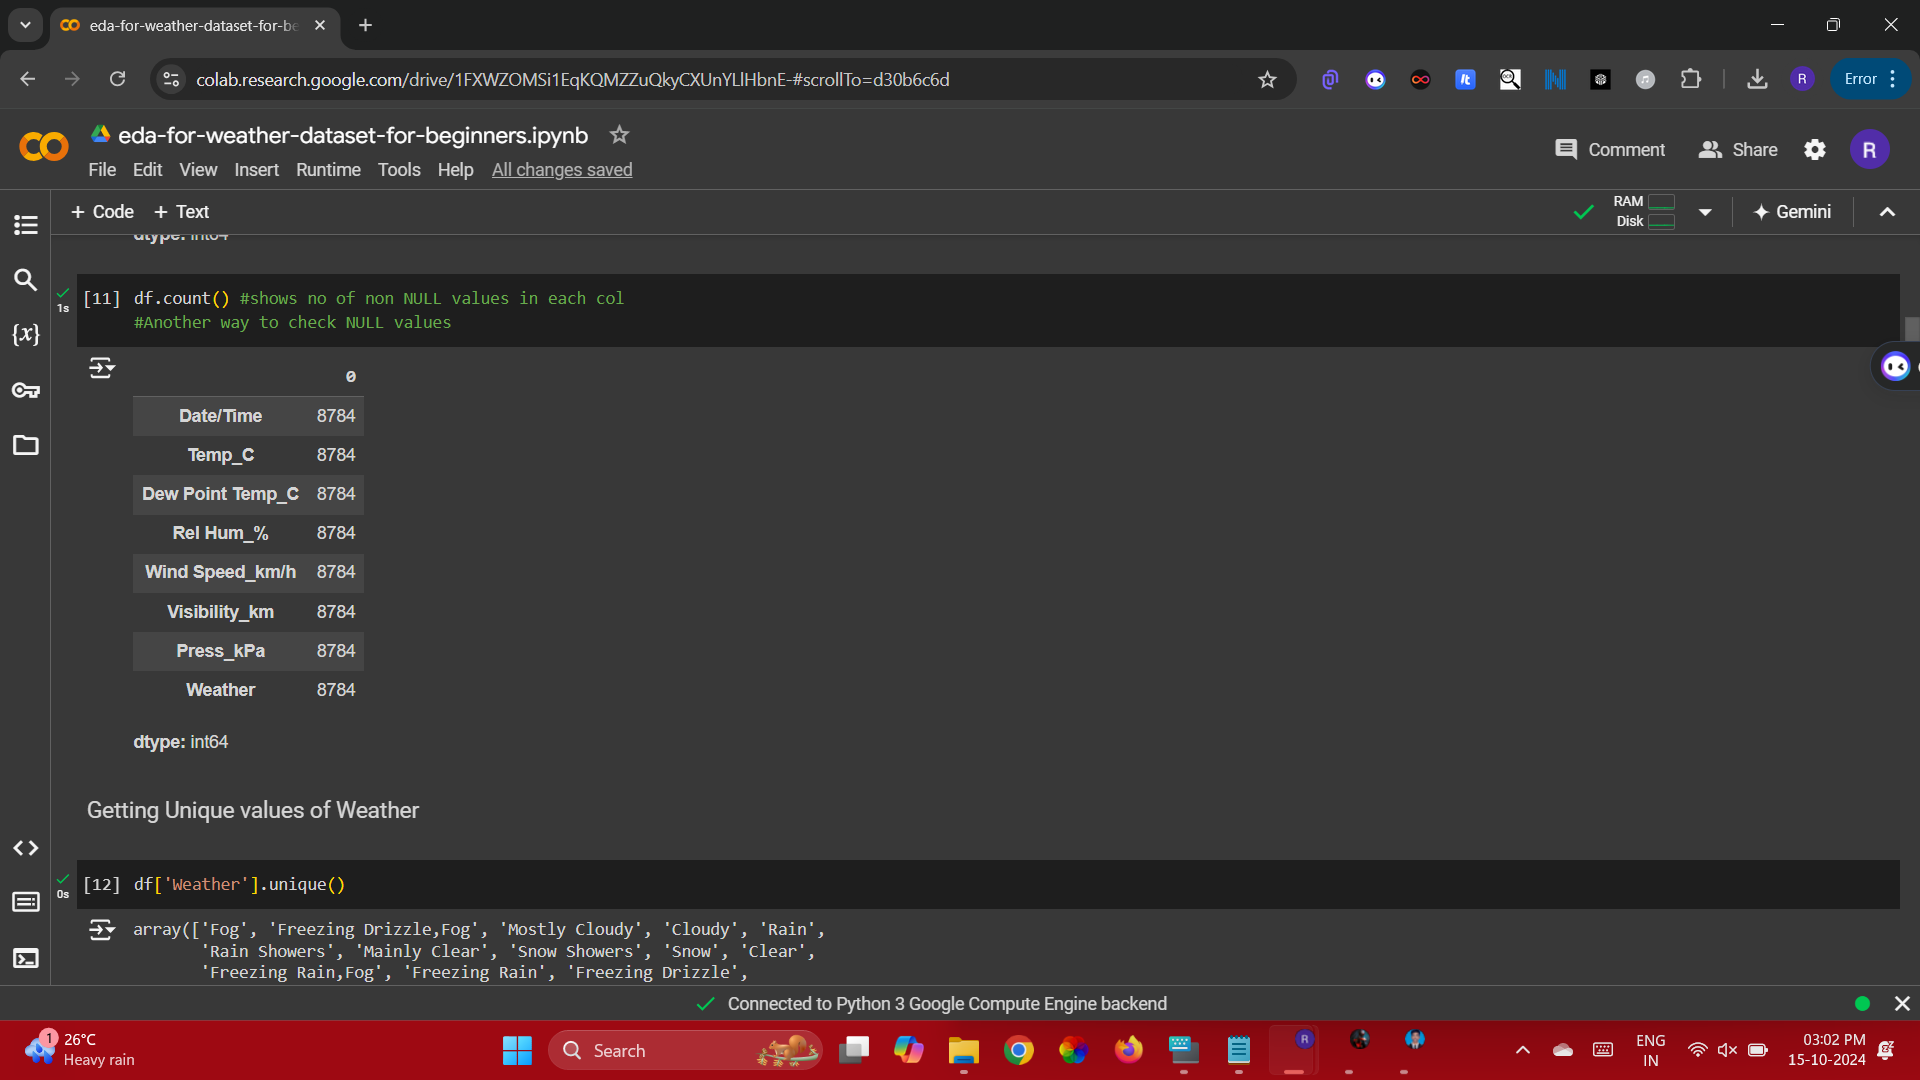 eda-for-weather-dataset-for-be
colab.research.google.com/drive/1FXWZOMSi1EqKQMZZuQkyCXUnYLlHbnE-#scrollTo=d30b6c6d
R
Error
eda-for-weather-dataset-for-beginners.ipynb
Comment
Share
R
File Edit View Insert Runtime Tools Help All changes saved
+ Code + Text
RAM
Disk
Gemini
dtype: int64
1s
[11] df.count() #shows no of non NULL values in each col
#Another way to check NULL values
0
Date/Time 8784
Temp_C 8784
Dew Point Temp_C 8784
Rel Hum_% 8784
Wind Speed_km/h 8784
Visibility_km 8784
Press_kPa 8784
Weather 8784
dtype: int64
Getting Unique values of Weather
0s
[12] df['Weather'].unique()
array(['Fog', 'Freezing Drizzle,Fog', 'Mostly Cloudy', 'Cloudy', 'Rain',
'Rain Showers', 'Mainly Clear', 'Snow Showers', 'Snow', 'Clear',
'Freezing Rain,Fog', 'Freezing Rain', 'Freezing Drizzle',
Connected to Python 3 Google Compute Engine backend
1
26°C
Heavy rain
Search
R
ENG
IN
03:02 PM
15-10-2024